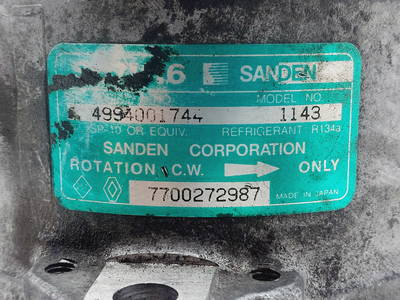 6 SANDEN
MODEL NO
4994001744 1143
SP-10 OR EQUIV. REFRIGERANT R134a
SANDEN CORPORATION
ROTATION C.W. ONLY
7700272987 MADE IN JAPAN